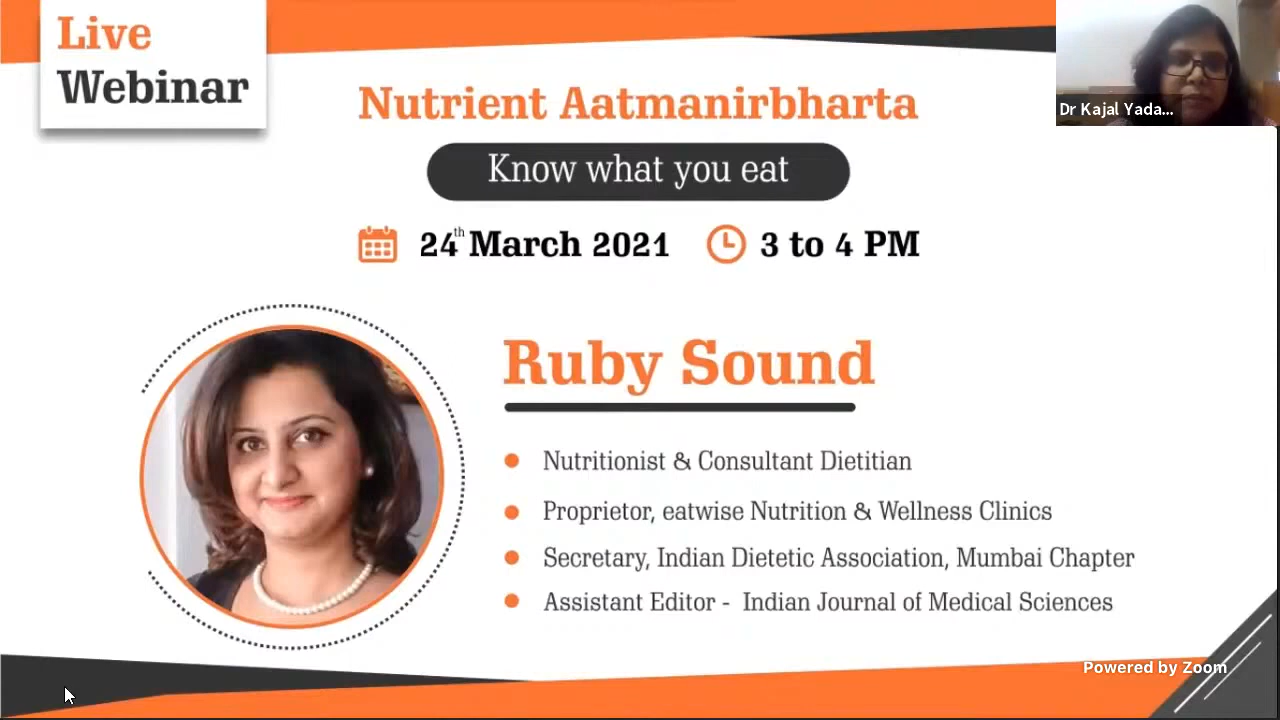 Live
Webinar
Nutrient Aatmanirbharta
Know what you eat
24th March 2021
3 to 4 PM
Dr Kajal Yada...
Ruby Sound
Nutritionist & Consultant Dietitian
Proprietor, eatwise Nutrition & Wellness Clinics
Secretary, Indian Dietetic Association, Mumbai Chapter
Assistant Editor - Indian Journal of Medical Sciences
Powered by Zoom